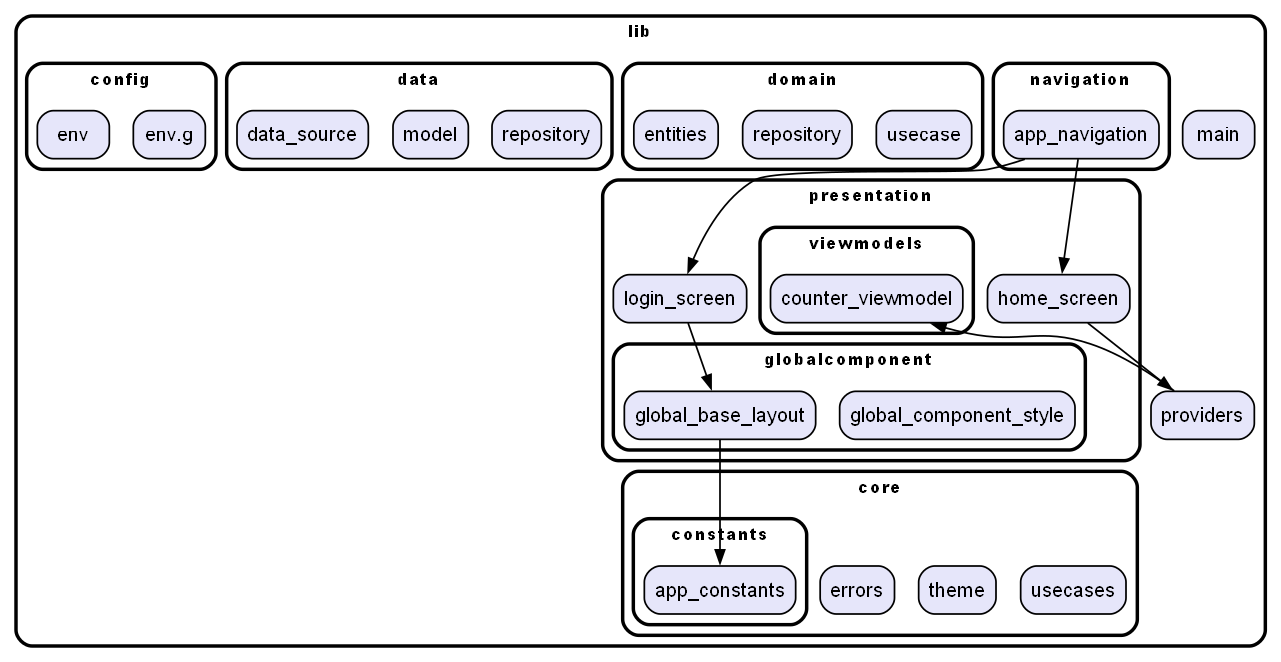 lib
config
data
domain
navigation
env
env.g
data_source
model
repository
entities
repository
usecase
app_navigation
main
presentation
viewmodels
login_screen
counter_viewmodel
home_screen
globalcomponent
global_base_layout
global_component_style
providers
core
constants
app_constants
errors
theme
usecases